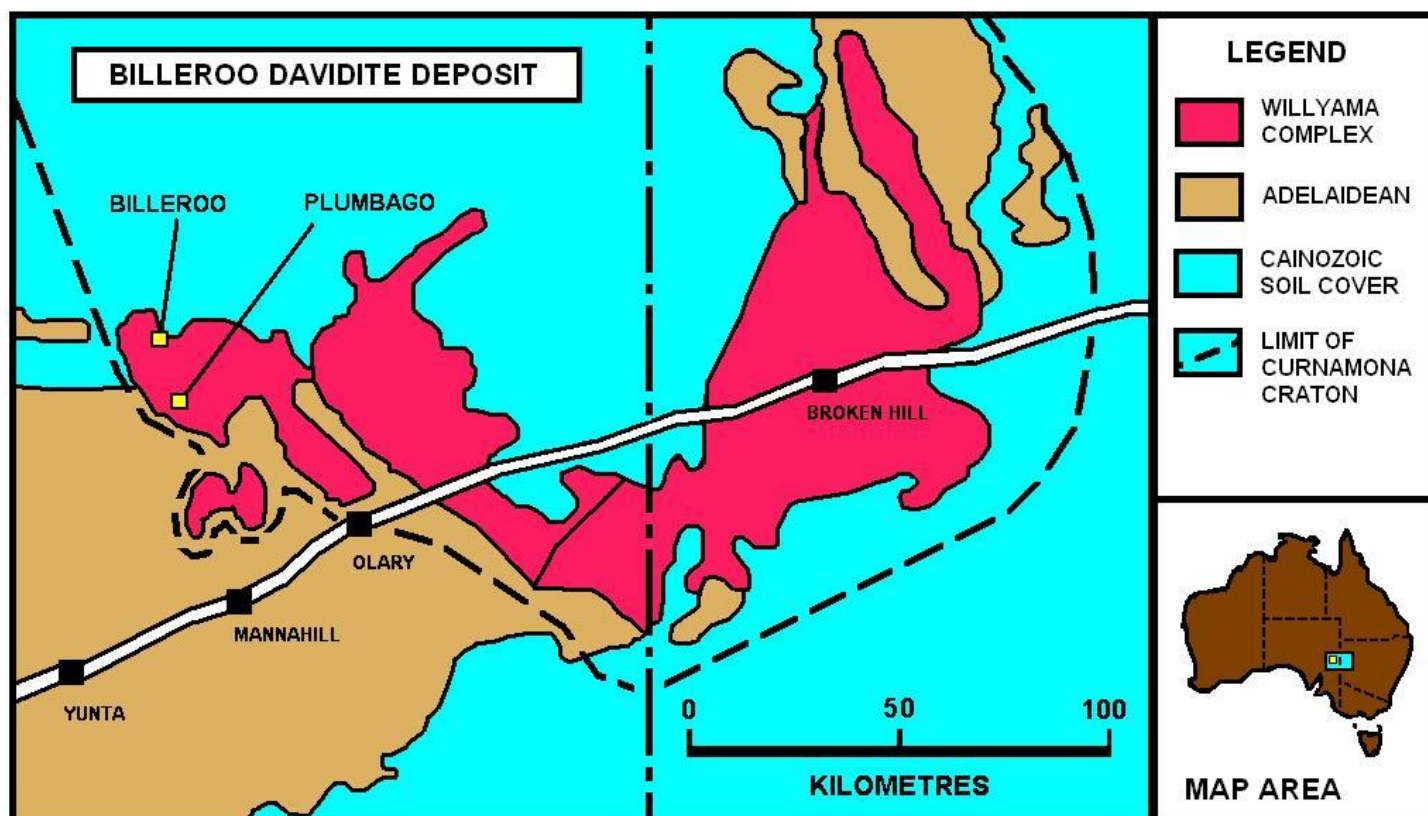 BILLEROO DAVIDITE DEPOSIT
BILLEROO
PLUMBAGO
BROKEN HILL
OLARY
MANNAHILL
YUNTA
0 50 100
KILOMETRES
LEGEND
WILLYAMA
COMPLEX
ADELAIDEAN
CAINOZOIC
SOIL COVER
LIMIT OF
CURNAMONA
CRATON
MAP AREA